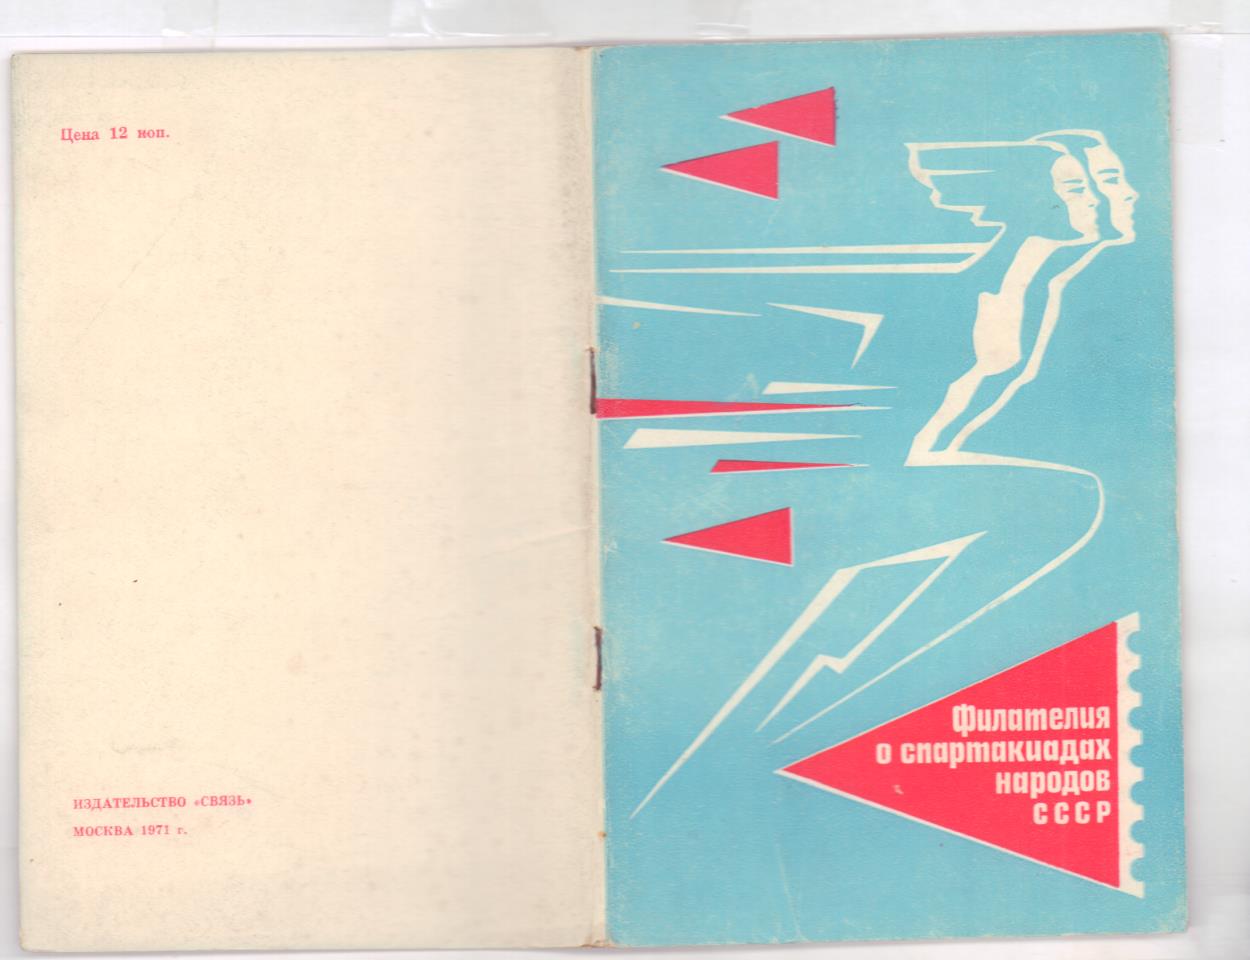 Цена 12 коп.
ИЗДАТЕЛЬСТВО «СВЯЗЬ»
МОСКВА 1971 г.
Филателия
о спартакиадах
народов
СССР